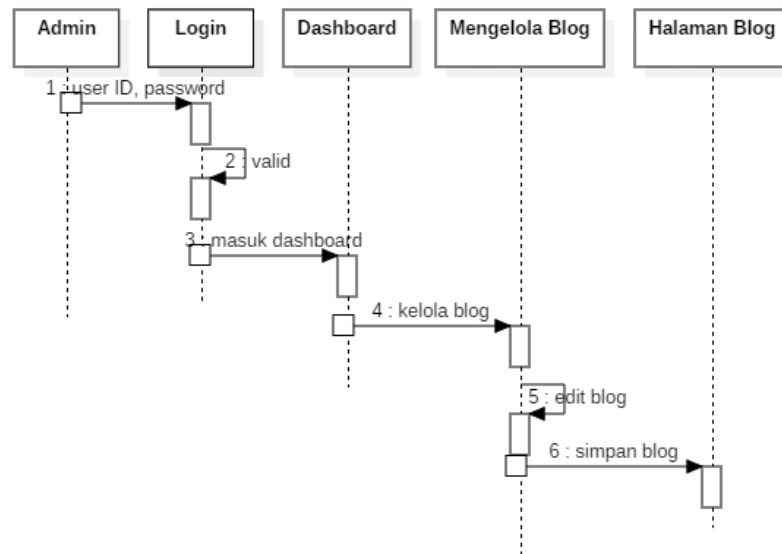 Admin
Login
Dashboard
Mengelola Blog
Halaman Blog
1 : user ID, password
2 : valid
3 : masuk dashboard
4 : kelola blog
5 : edit blog
6 : simpan blog